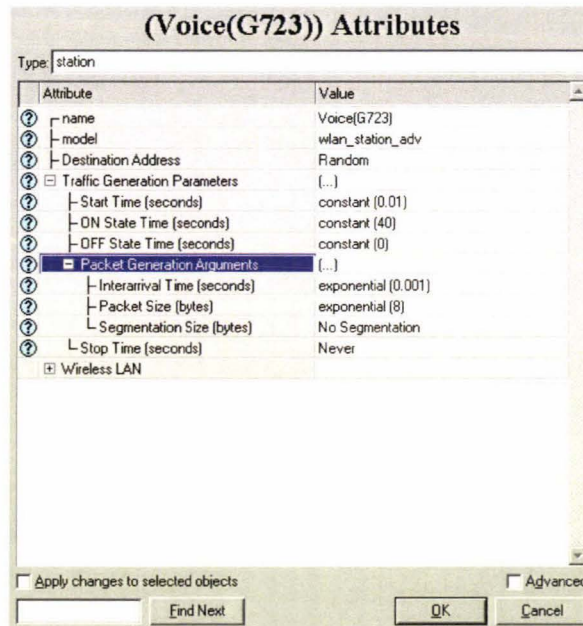 (Voice(G723)) Attributes
Type: station
Attribute Value
name Voice(G723)
model wlan_station_adv
Destination Address Random
Traffic Generation Parameters (...)
Start Time (seconds) constant (0.01)
ON State Time (seconds) constant (40)
OFF State Time (seconds) constant (0)
Packet Generation Arguments (...)
Interarrival Time (seconds) exponential (0.001)
Packet Size (bytes) exponential (8)
Segmentation Size (bytes) No Segmentation
Stop Time (seconds) Never
Wireless LAN
Apply changes to selected objects Advanced
Find Next OK Cancel